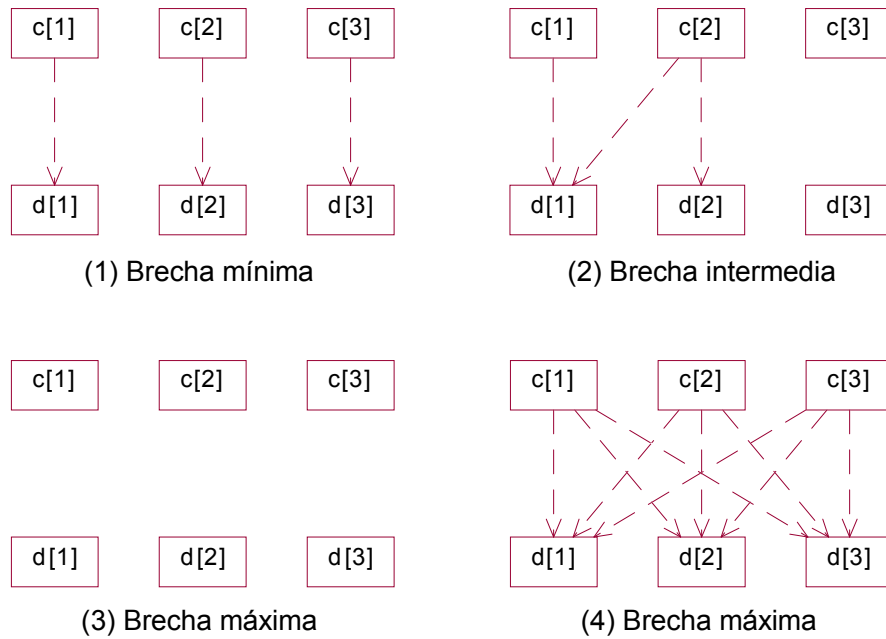 c[1] c[2] c[3]
d[1] d[2] d[3]
(1) Brecha mínima
c[1] c[2] c[3]
d[1] d[2] d[3]
(2) Brecha intermedia
c[1] c[2] c[3]
d[1] d[2] d[3]
(3) Brecha máxima
c[1] c[2] c[3]
d[1] d[2] d[3]
(4) Brecha máxima